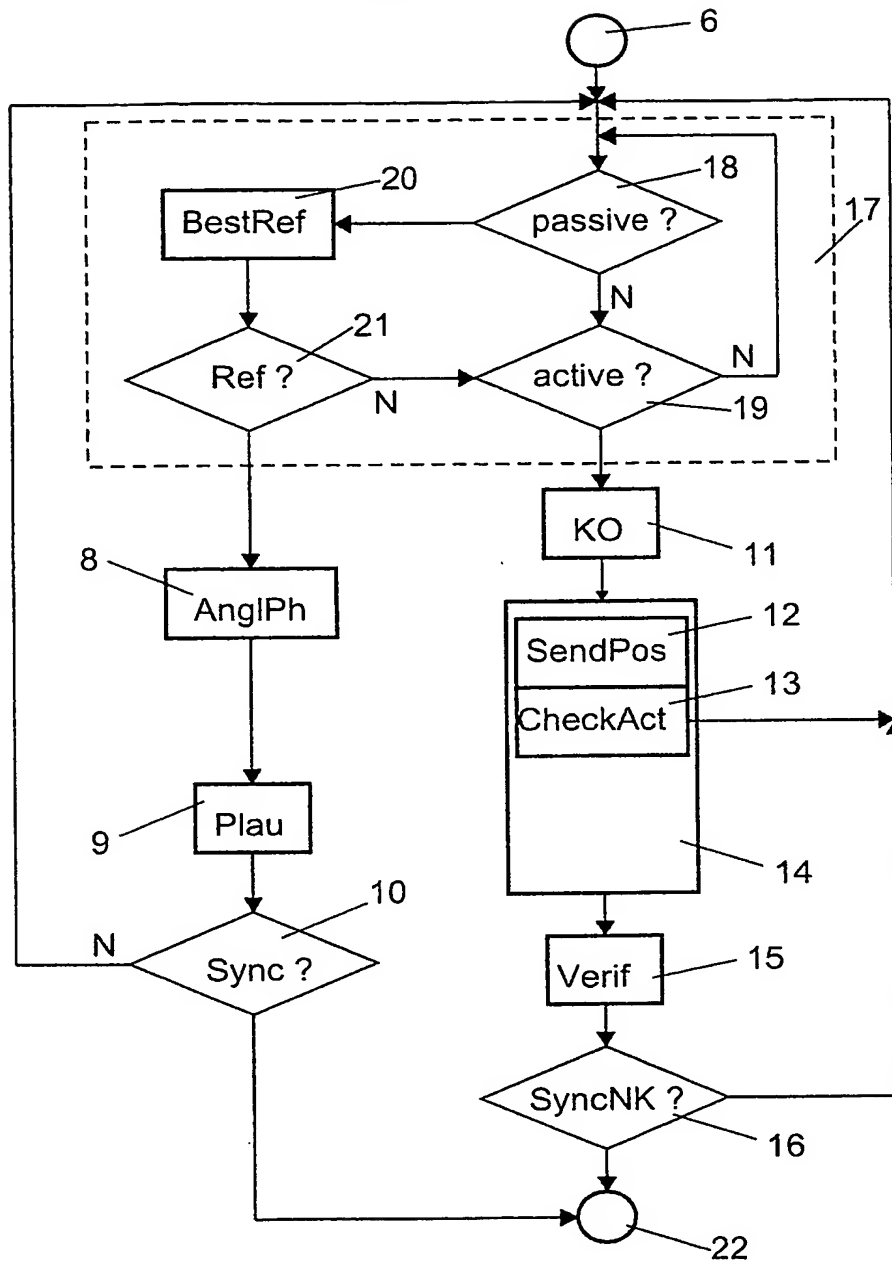 6
18
20
17
BestRef
passive ?
N
21
Ref ?
active ?
N
N
19
KO
11
8
AnglPh
12
SendPos
13
CheckAct
9
Plau
14
10
N
Sync ?
15
Verif
SyncNK ?
16
22